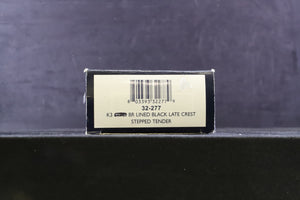 32-277
K3 BR LINED BLACK LATE CREST
STEPPED TENDER